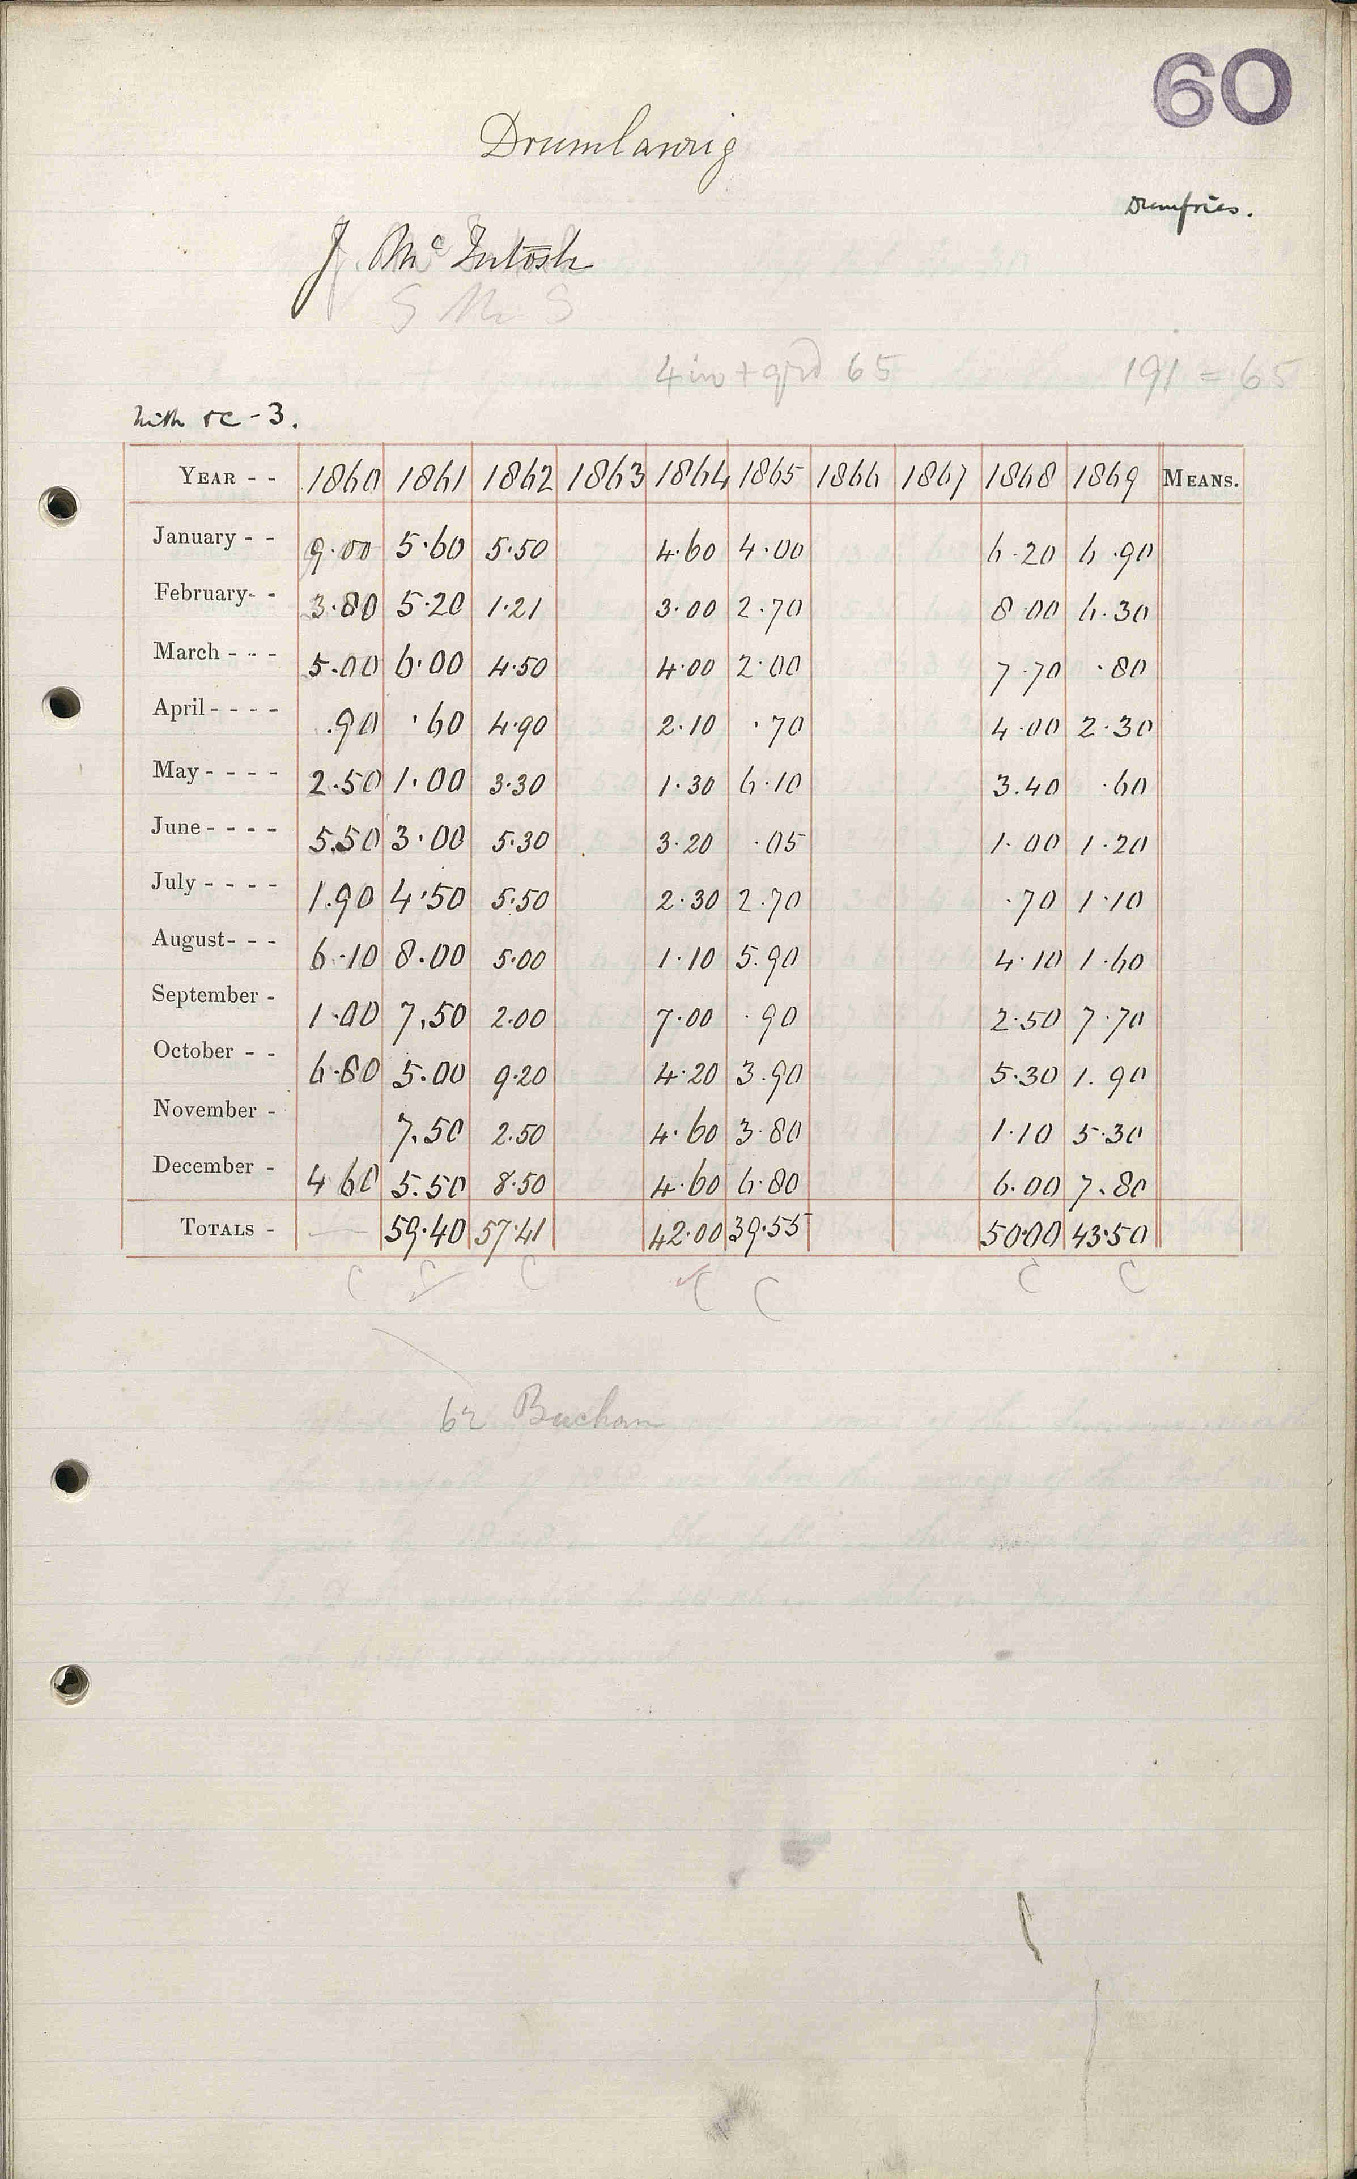 60
Drumlanrig
Dumfries.
J. McIntosh
S M S
4 in + grd 65 191 = 65
Nith &c - 3.
YEAR - - 1860 1861 1862 1863 1864 1865 1866 1867 1868 1869 MEANS.
January - - 9.00 5.60 5.50 4.60 4.00 6.20 6.90
February- - 3.80 5.20 1.21 3.00 2.70 8.00 6.30
March - - - 5.00 6.00 4.50 4.00 2.00 7.70 .80
April - - - - .90 .60 4.90 2.10 .70 4.00 2.30
May - - - - 2.50 1.00 3.30 1.30 6.10 3.40 .60
June - - - - 5.50 3.00 5.30 3.20 .05 1.00 1.20
July - - - - 1.90 4.50 5.50 2.30 2.70 .70 1.10
August- - - 6.10 8.00 5.00 1.10 5.90 4.10 1.60
September - 1.00 7.50 2.00 7.00 .90 2.50 7.70
October - - 6.80 5.00 9.20 4.20 3.90 5.30 1.90
November - 7.50 2.50 4.60 3.80 1.10 5.30
December - 4 60 5.50 8.50 4.60 6.80 6.00 7.80
TOTALS - — 59.40 57.41 42.00 39.55 50.00 43.50
C C C C C C C
62 Buchan